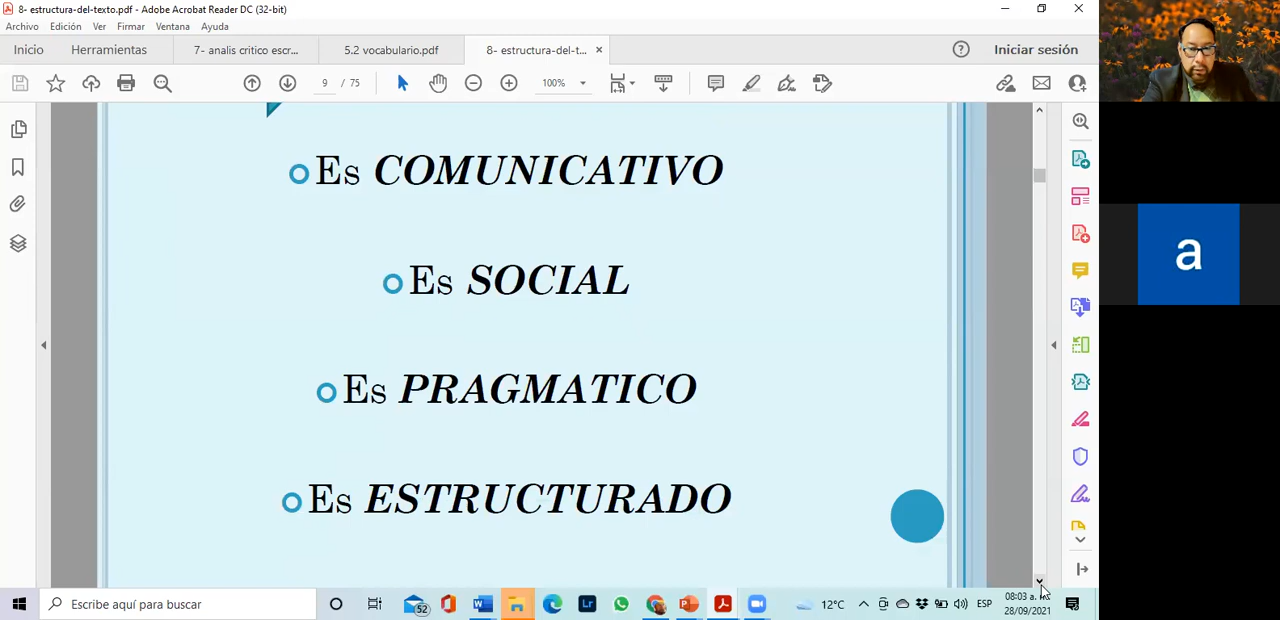 8- estructura-del-texto.pdf - Adobe Acrobat Reader DC (32-bit)
Archivo Edición Ver Firmar Ventana Ayuda
Inicio Herramientas 7- analis critico escr... 5.2 vocabulario.pdf 8- estructura-del-t... Iniciar sesión
9 / 75 100%
Es COMUNICATIVO
Es SOCIAL
Es PRAGMATICO
Es ESTRUCTURADO
a
Escribe aquí para buscar 52 12°C ESP 08:03 a.
28/09/2021